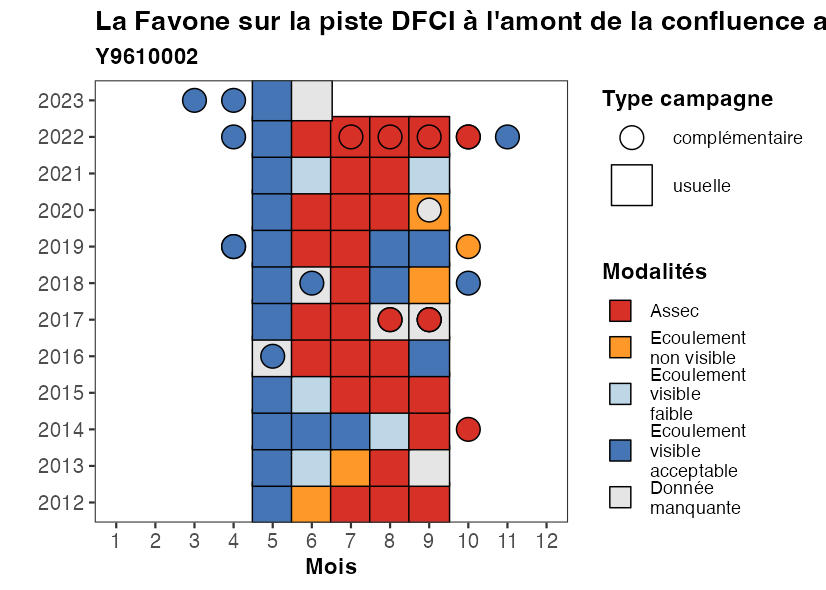 La Favone sur la piste DFCI à l'amont de la confluence a
Y9610002
2023
2022
2021
2020
2019
2018
2017
2016
2015
2014
2013
2012
1 2 3 4 5 6 7 8 9 10 11 12
Mois
Type campagne
complémentaire
usuelle
Modalités
Assec
Ecoulement
non visible
Ecoulement
visible
faible
Ecoulement
visible
acceptable
Donnée
manquante